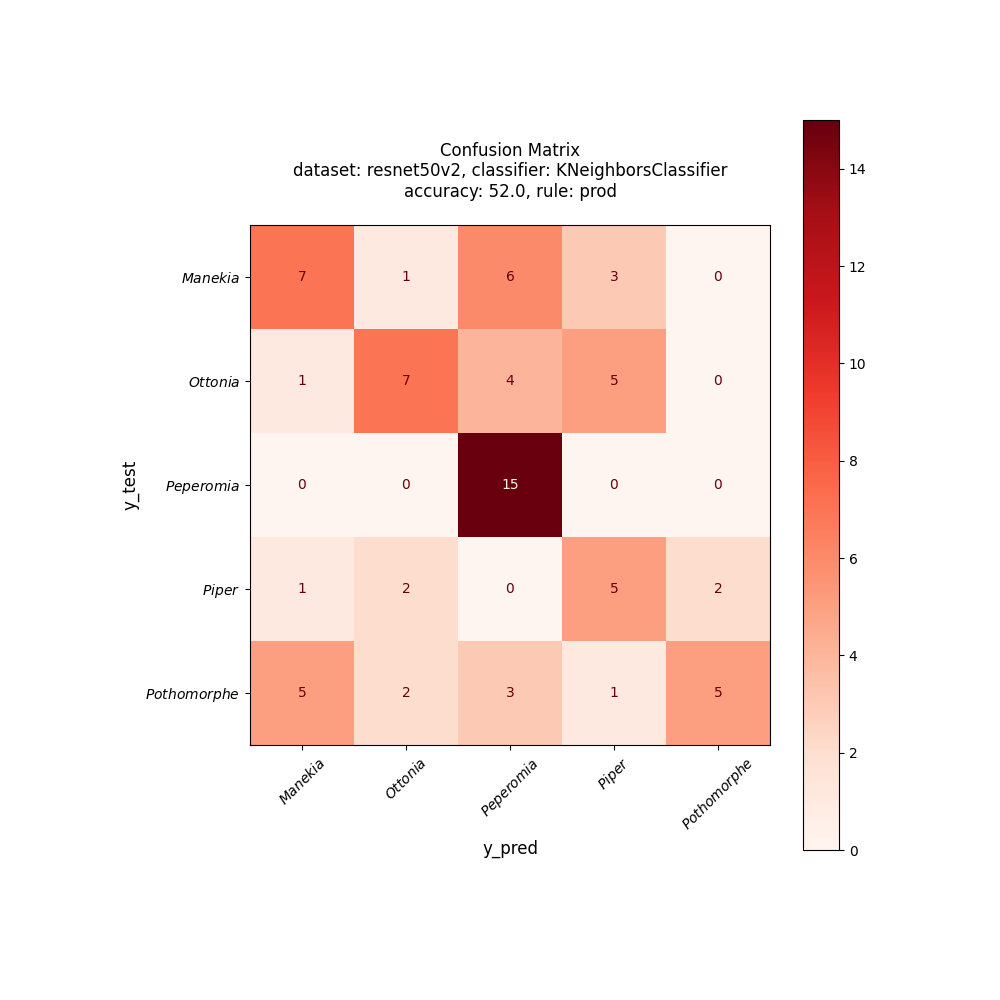 Confusion Matrix
dataset: resnet50v2, classifier: KNeighborsClassifier
accuracy: 52.0, rule: prod
y_test
Manekia 7 1 6 3 0
Ottonia 1 7 4 5 0
Peperomia 0 0 15 0 0
Piper 1 2 0 5 2
Pothomorphe 5 2 3 1 5
Manekia Ottonia Peperomia Piper Pothomorphe
y_pred
14
12
10
8
6
4
2
0